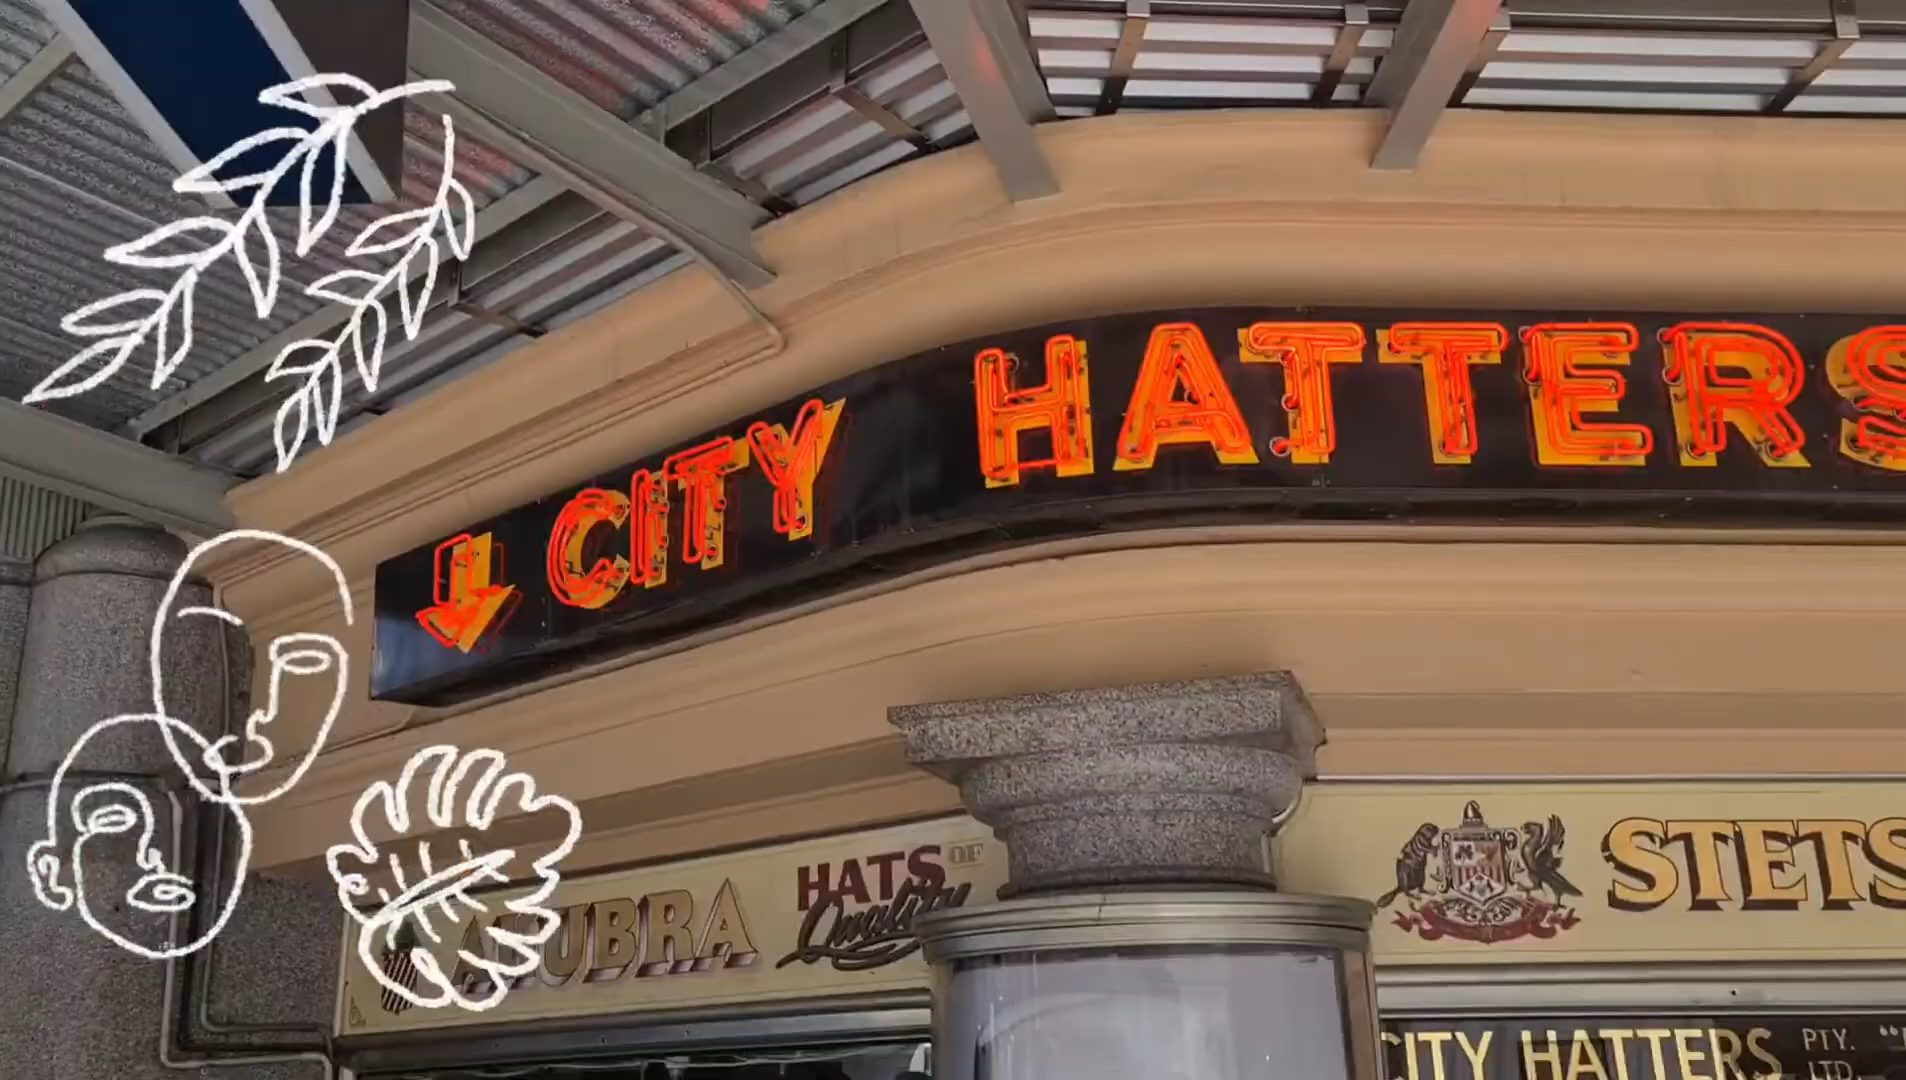 CITY HATTERS
AKUBRA HATS OF Quality
STETS
CITY HATTERS PTY. LTD.